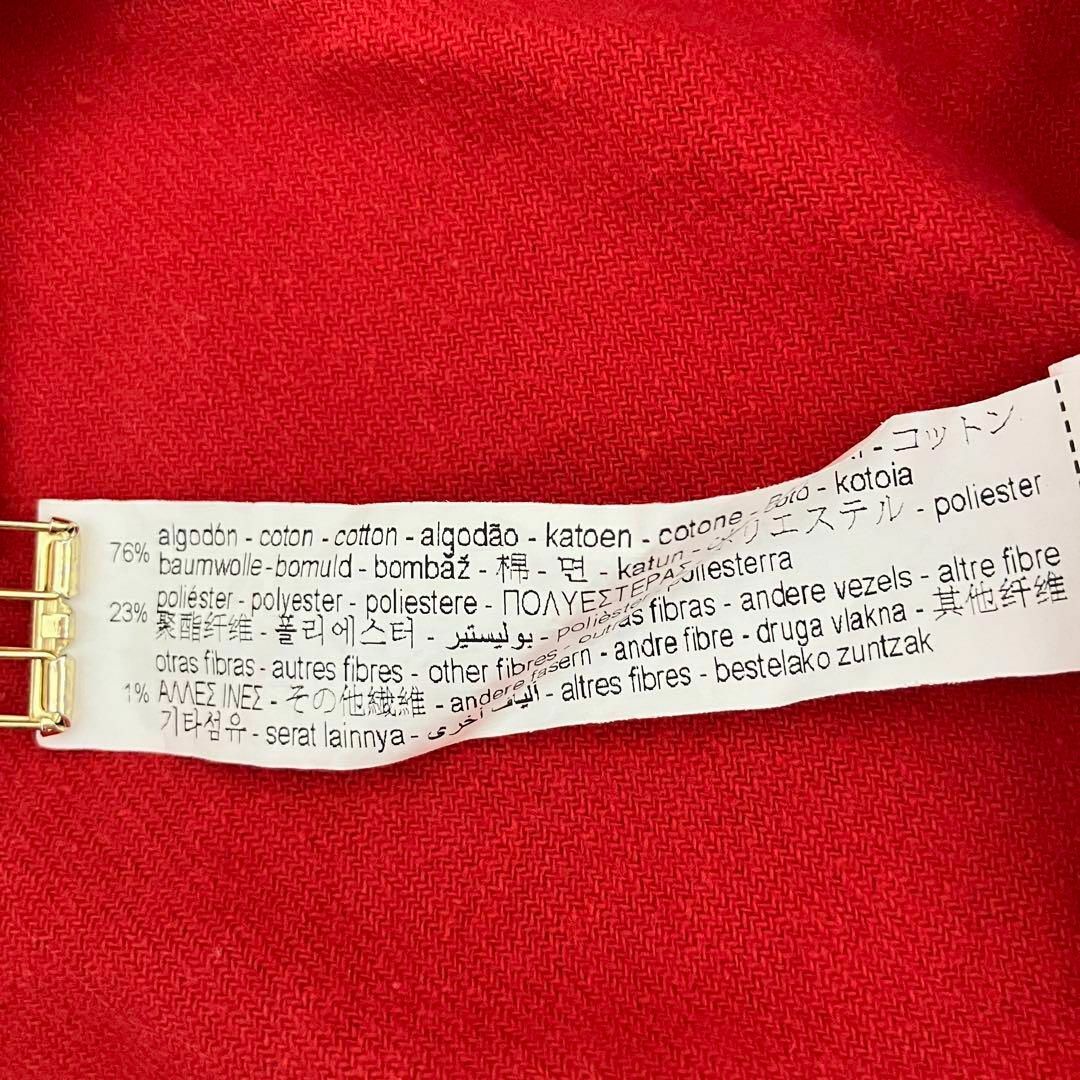 76% algodón - coton - cotton - algodão - katoen - cotone - コットン
baumwolle - bomuld - bombaž - 棉 - 면 - katun - cotó - kotoia
23% poliéster - polyester - poliestere - ΠΟΛΥΕΣΤΕΡΑΣ - ポリエステル - poliester
聚酯纤维 - 폴리에스터 - بوليستير - polièster - poliesterra
otras fibras - autres fibres - other fibres - outras fibras - andere vezels - altre fibre
1% ΑΛΛΕΣ ΙΝΕΣ - その他繊維 - andere fasern - andre fibre - druga vlakna - 其他纤维
기타섬유 - serat lainnya - ألياف أخرى - altres fibres - bestelako zuntzak